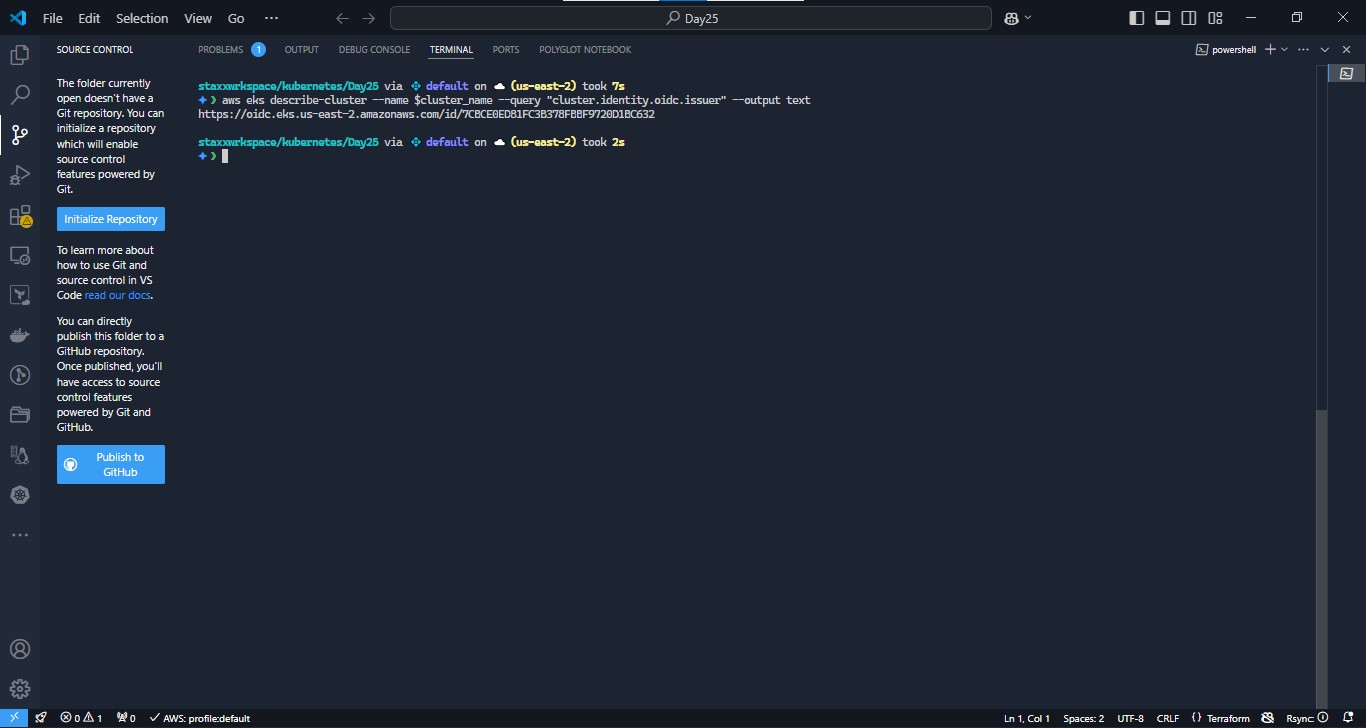 File Edit Selection View Go ···
Day25
SOURCE CONTROL
PROBLEMS 1 OUTPUT DEBUG CONSOLE TERMINAL PORTS POLYGLOT NOTEBOOK
powershell
The folder currently
open doesn't have a
Git repository. You can
initialize a repository
which will enable
source control
features powered by
Git.
Initialize Repository
To learn more about
how to use Git and
source control in VS
Code read our docs.
You can directly
publish this folder to a
GitHub repository.
Once published, you'll
have access to source
control features
powered by Git and
GitHub.
Publish to
GitHub
staxxwrkspace/kubernetes/Day25 via default on (us-east-2) took 7s
aws eks describe-cluster --name $cluster_name --query "cluster.identity.oidc.issuer" --output text
https://oidc.eks.us-east-2.amazonaws.com/id/7CBCE0ED81FC3B378FBBF9720D1BC632
staxxwrkspace/kubernetes/Day25 via default on (us-east-2) took 2s
0 1 0 AWS: profile:default
Ln 1, Col 1 Spaces: 2 UTF-8 CRLF {} Terraform Rsync: